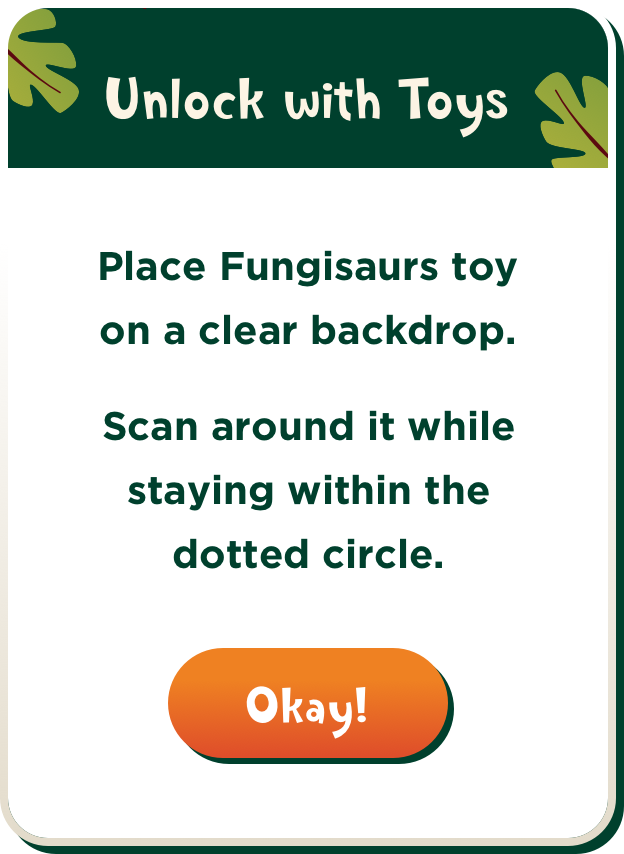 Unlock with Toys
Place Fungisaurs toy
on a clear backdrop.
Scan around it while
staying within the
dotted circle.
Okay!